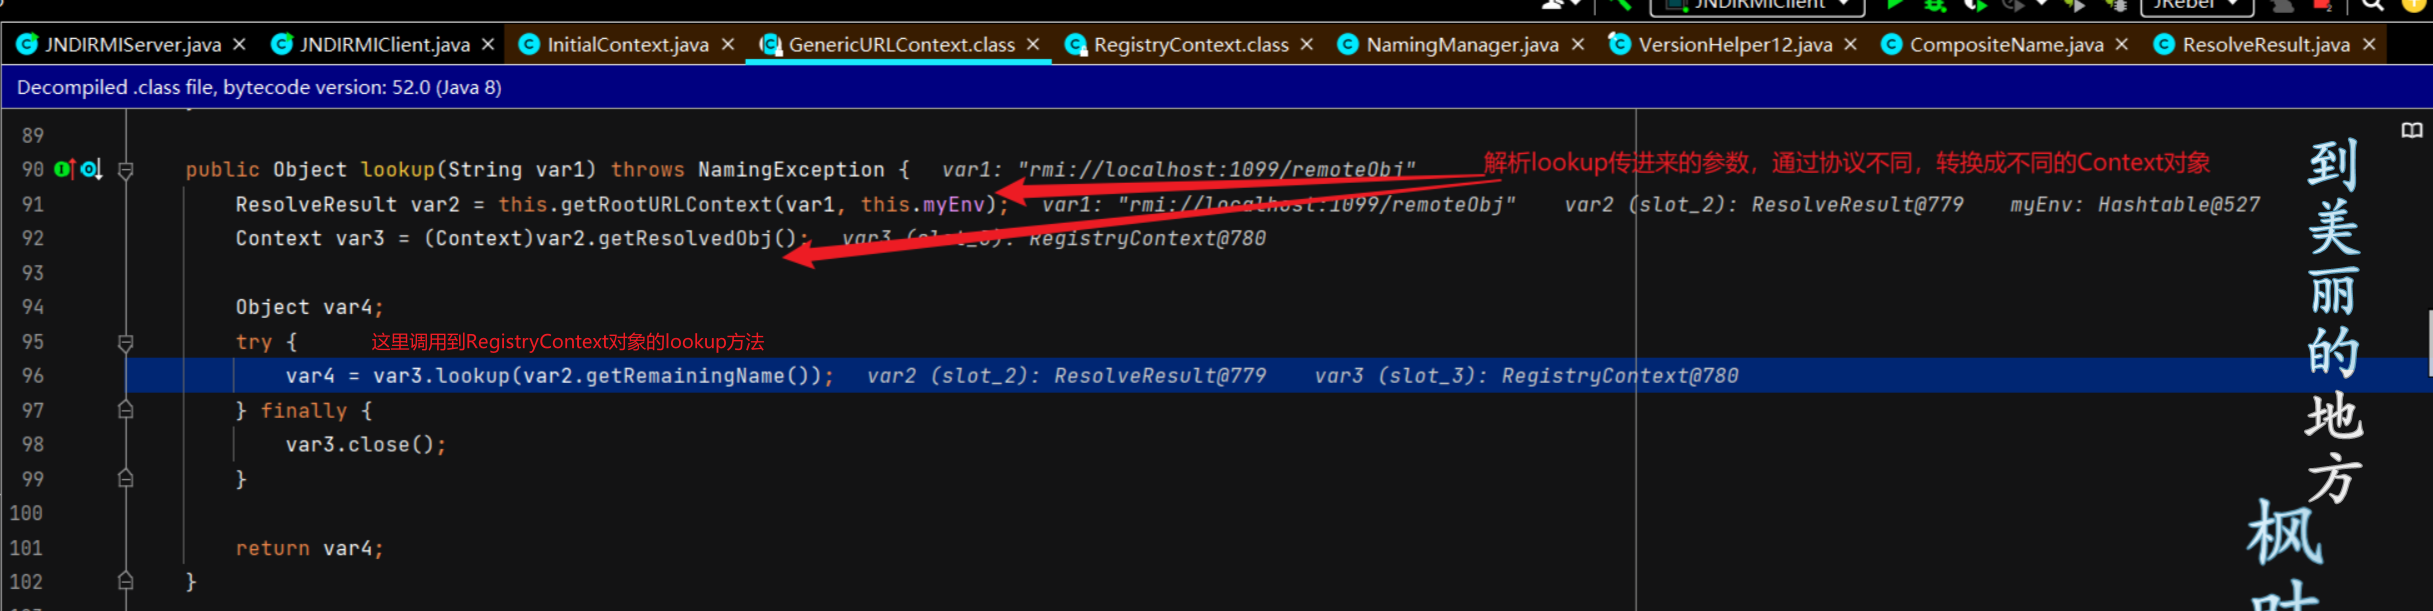 JNDIRMIClient
JRebel
JNDIRMIServer.java × JNDIRMIClient.java × InitialContext.java × GenericURLContext.class × RegistryContext.class × NamingManager.java × VersionHelper12.java × CompositeName.java × ResolveResult.java ×
Decompiled .class file, bytecode version: 52.0 (Java 8)
89
90 public Object lookup(String var1) throws NamingException { var1: "rmi://localhost:1099/remoteObj"
解析lookup传进来的参数，通过协议不同，转换成不同的Context对象
91 ResolveResult var2 = this.getRootURLContext(var1, this.myEnv); var1: "rmi://localhost:1099/remoteObj" var2 (slot_2): ResolveResult@779 myEnv: Hashtable@527
92 Context var3 = (Context)var2.getResolvedObj(); var3 (slot_3): RegistryContext@780
93
94 Object var4;
95 try { 这里调用到RegistryContext对象的lookup方法
96 var4 = var3.lookup(var2.getRemainingName()); var2 (slot_2): ResolveResult@779 var3 (slot_3): RegistryContext@780
97 } finally {
98 var3.close();
99 }
100
101 return var4;
102 }
到美丽的地方
枫